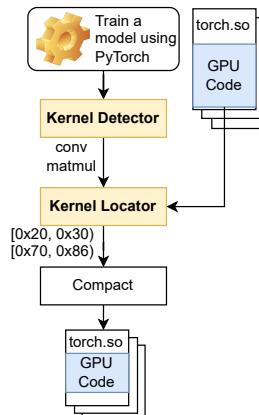 Train a
model using
PyTorch
torch.so
GPU
Code
Kernel Detector
conv
matmul
Kernel Locator
[0x20, 0x30)
[0x70, 0x86)
Compact
torch.so
GPU
Code